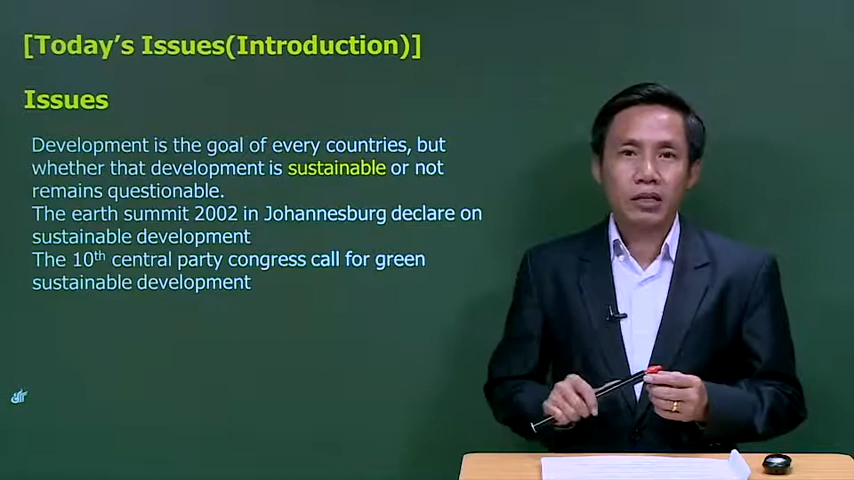 [Today's Issues(Introduction)]
Issues
Development is the goal of every countries, but
whether that development is sustainable or not
remains questionable.
The earth summit 2002 in Johannesburg declare on
sustainable development
The 10th central party congress call for green
sustainable development